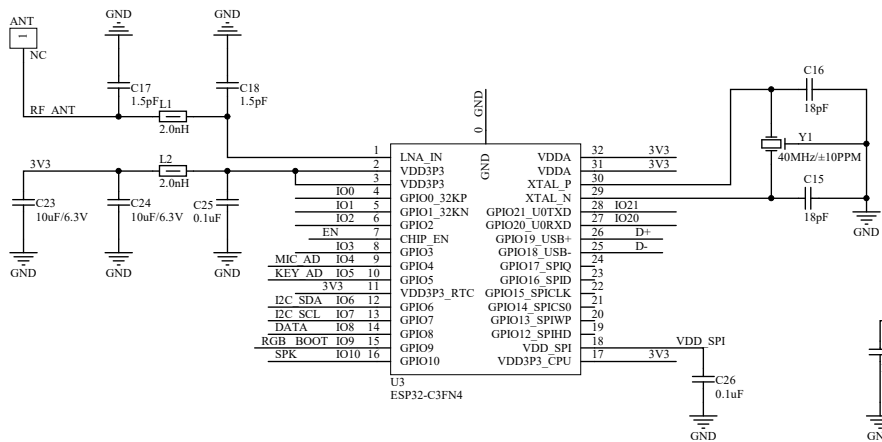 ANT
1
NC
GND
GND
C17
1.5pF
C18
1.5pF
RF_ANT
L1
2.0nH
3V3
L2
2.0nH
C23
10uF/6.3V
C24
10uF/6.3V
C25
0.1uF
GND
GND
GND
0 GND
GND
1 LNA_IN
2 VDD3P3
3 VDD3P3
IO0 4 GPIO0_32KP
IO1 5 GPIO1_32KN
IO2 6 GPIO2
EN 7 CHIP_EN
IO3 8 GPIO3
MIC_AD IO4 9 GPIO4
KEY_AD IO5 10 GPIO5
3V3 11 VDD3P3_RTC
I2C_SDA IO6 12 GPIO6
I2C_SCL IO7 13 GPIO7
DATA IO8 14 GPIO8
RGB_BOOT IO9 15 GPIO9
SPK IO10 16 GPIO10
VDDA 32 3V3
VDDA 31 3V3
XTAL_P 30
XTAL_N 29
GPIO21_U0TXD 28 IO21
GPIO20_U0RXD 27 IO20
GPIO19_USB+ 26 D+
GPIO18_USB- 25 D-
GPIO17_SPIQ 24
GPIO16_SPID 23
GPIO15_SPICLK 22
GPIO14_SPICS0 21
GPIO13_SPIWP 20
GPIO12_SPIHD 19
VDD_SPI 18 VDD_SPI
VDD3P3_CPU 17 3V3
U3
ESP32-C3FN4
C16
18pF
Y1
40MHz/±10PPM
C15
18pF
GND
C26
0.1uF
GND